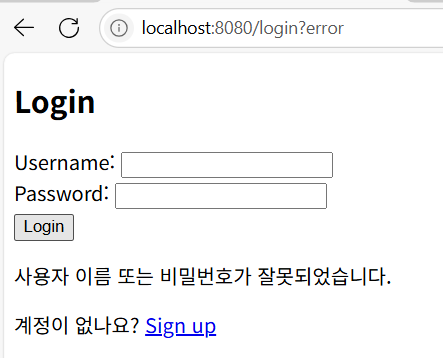 localhost:8080/login?error
Login
Username:
Password:
Login
사용자 이름 또는 비밀번호가 잘못되었습니다.
계정이 없나요? Sign up